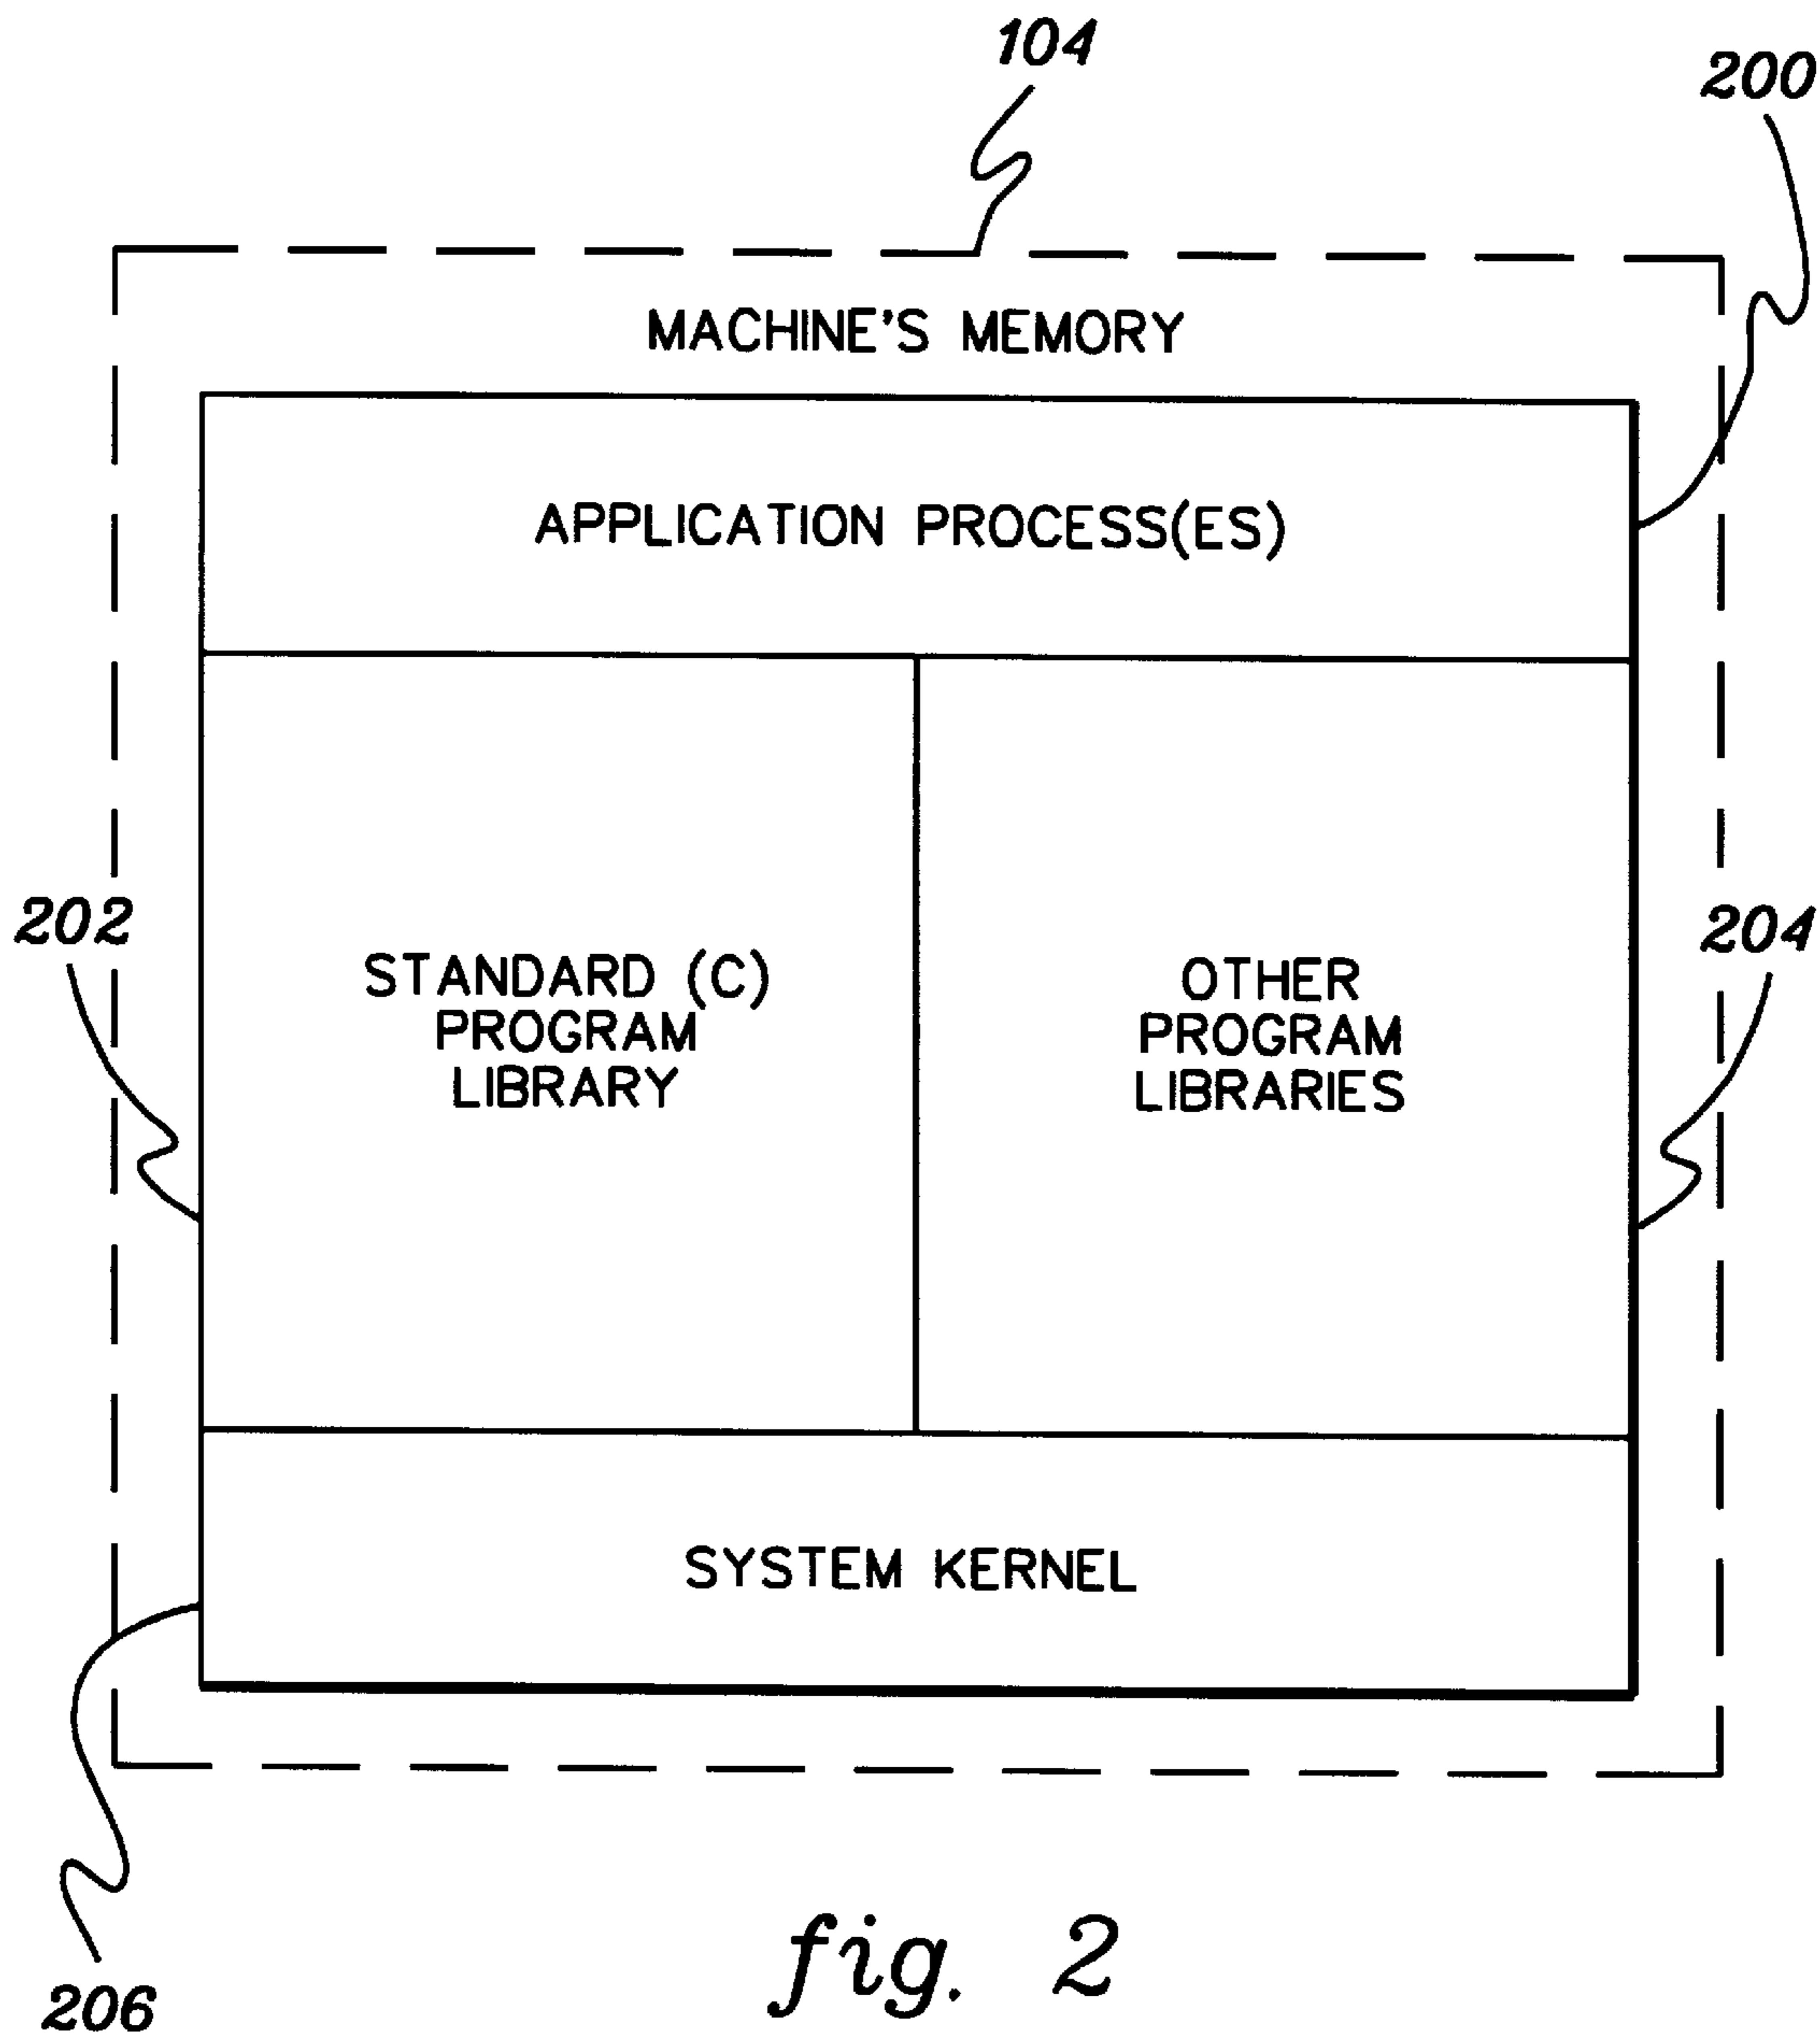 104
200
MACHINE'S MEMORY
APPLICATION PROCESS(ES)
202
204
STANDARD (C)
PROGRAM
LIBRARY
OTHER
PROGRAM
LIBRARIES
SYSTEM KERNEL
206
fig. 2